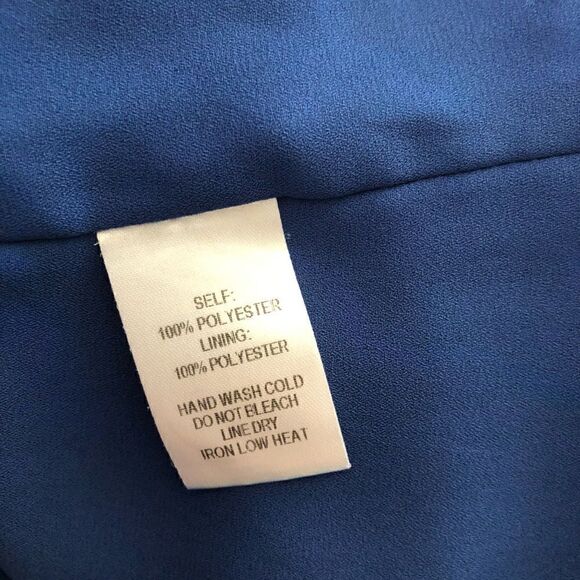 SELF:
100% POLYESTER
LINING:
100% POLYESTER
HAND WASH COLD
DO NOT BLEACH
LINE DRY
IRON LOW HEAT